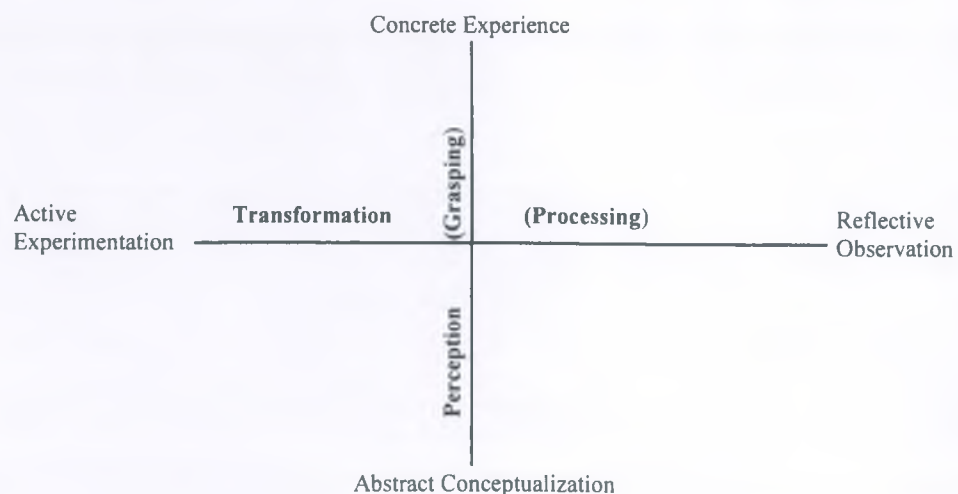 Concrete Experience
(Grasping)
Active
Experimentation
Transformation
(Processing)
Reflective
Observation
Perception
Abstract Conceptualization